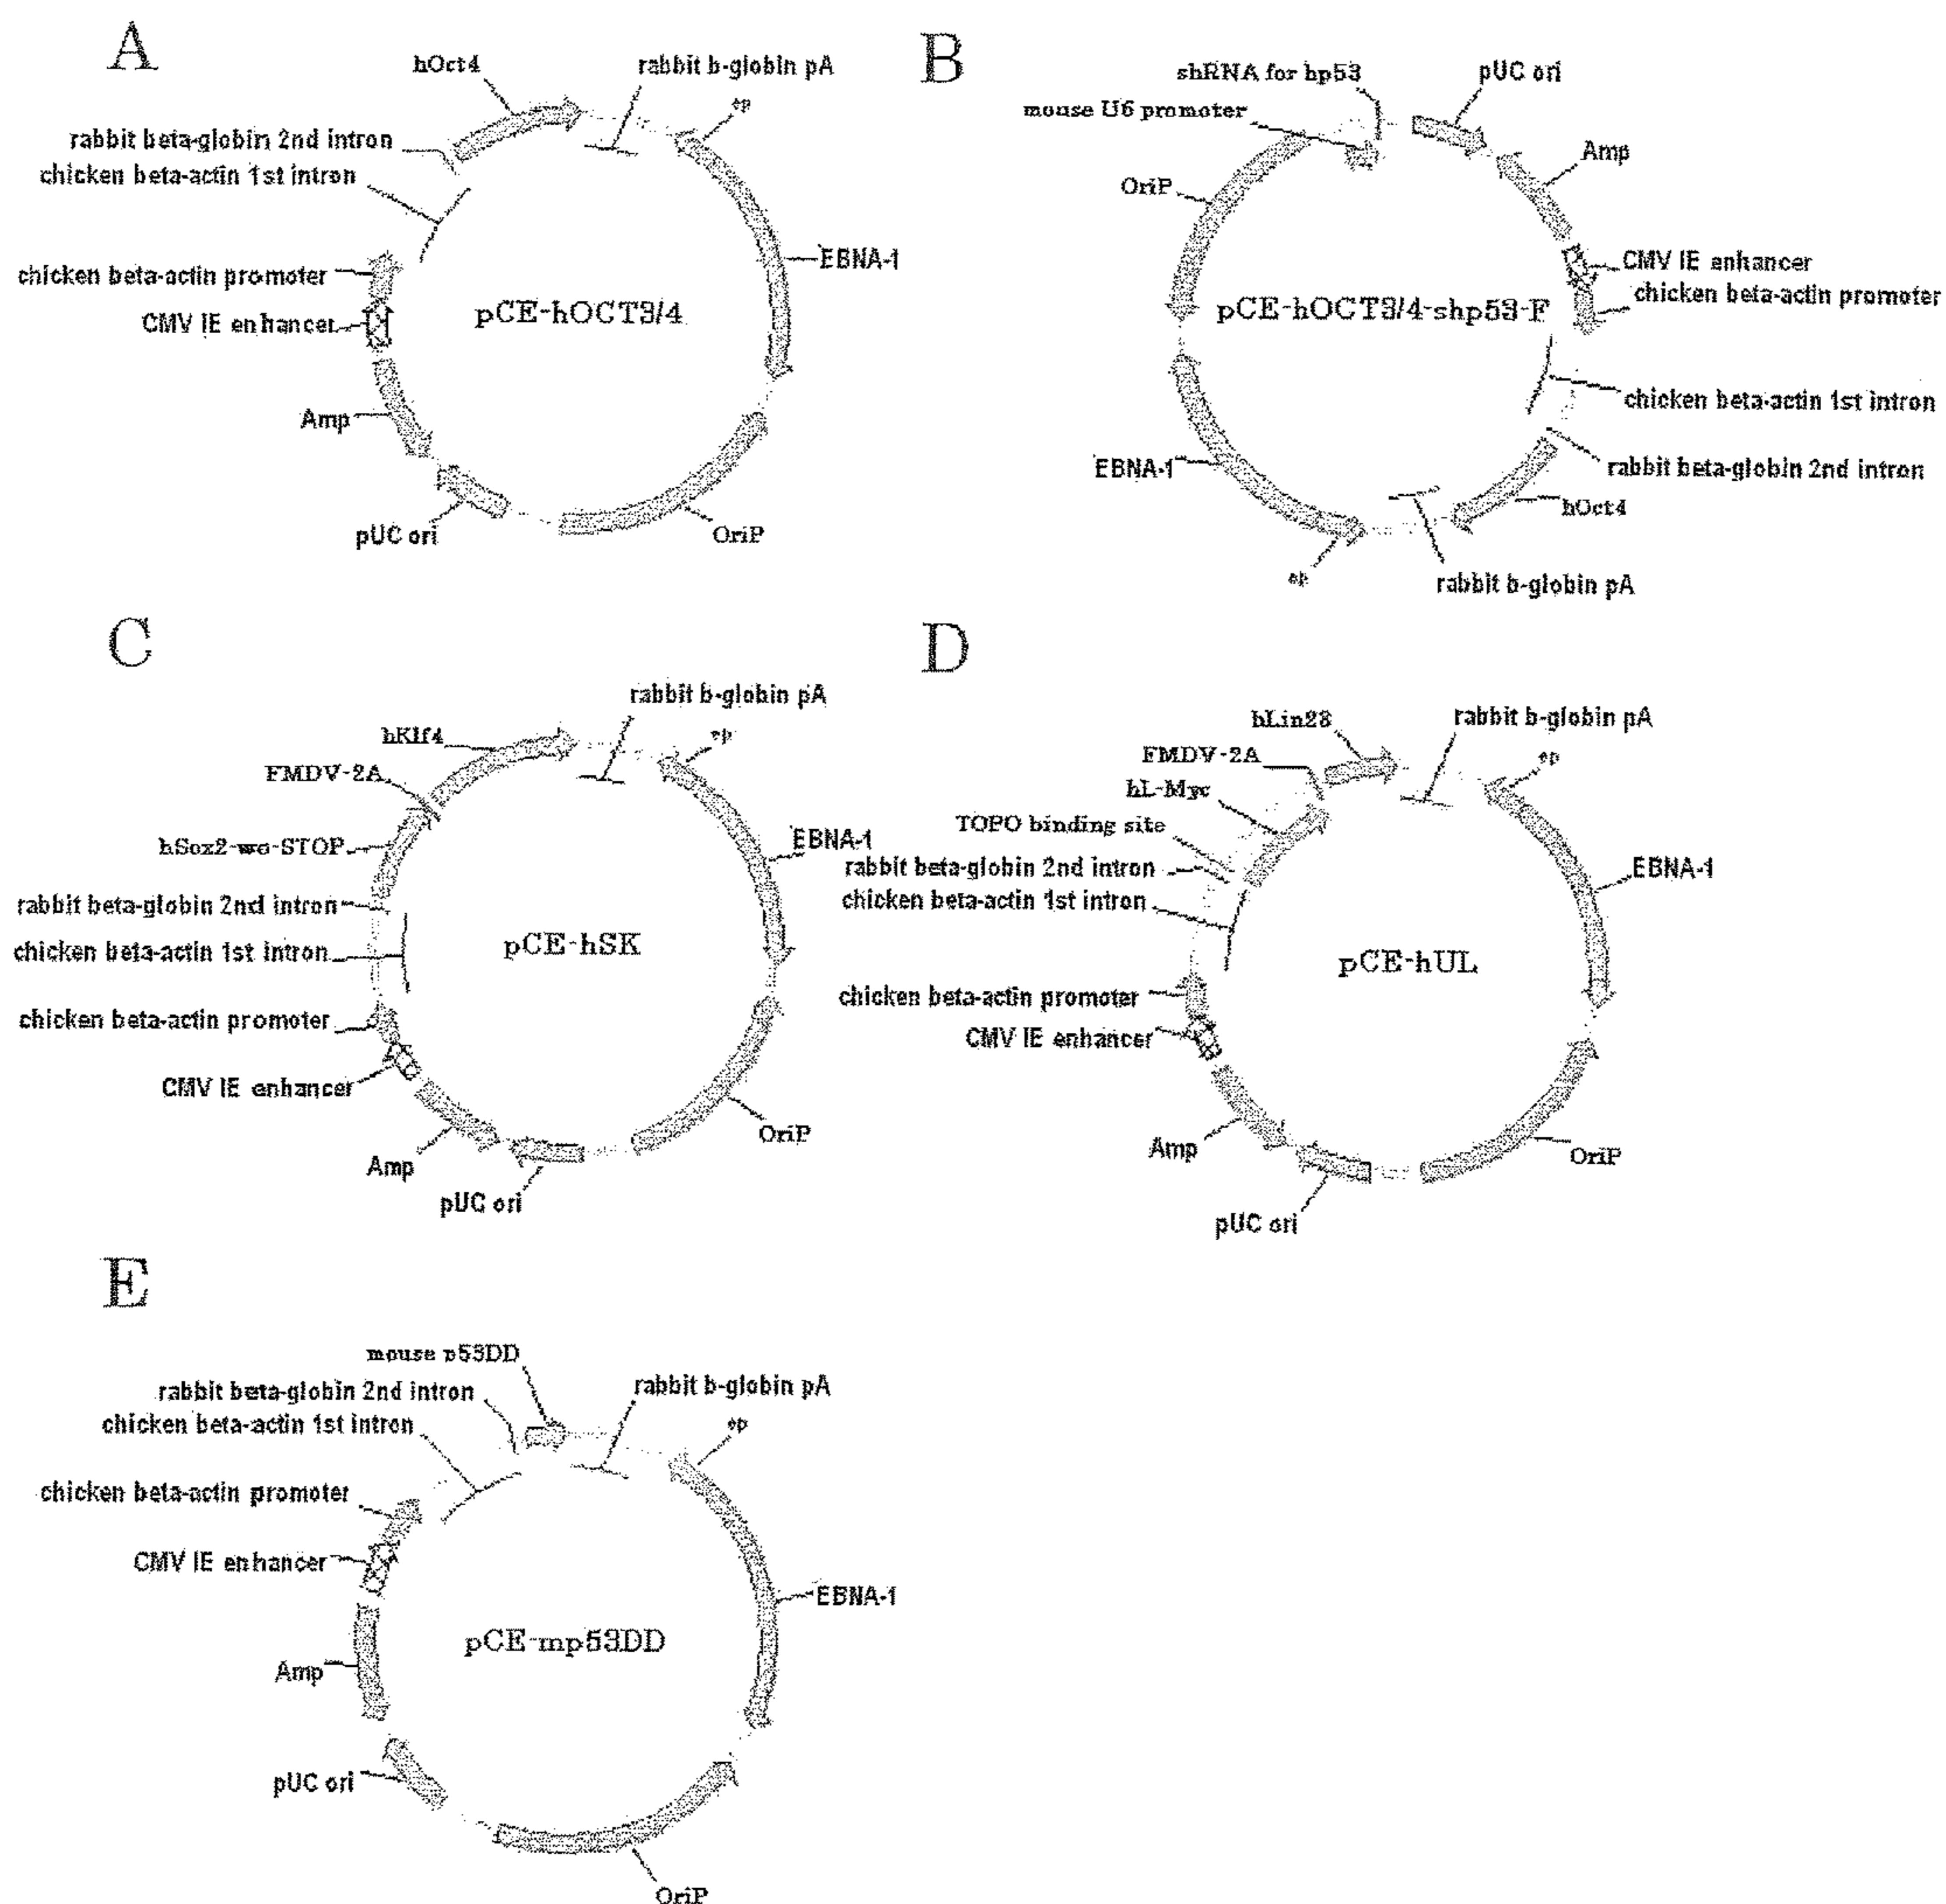 A
hOct4
rabbit b-globin pA
ep
rabbit beta-globin 2nd intron
chicken beta-actin 1st intron
EBNA-1
chicken beta-actin promoter
pCE-hOCT3/4
CMV IE enhancer
Amp
pUC ori
OriP
B
shRNA for hp53
pUC ori
mouse U6 promoter
Amp
OriP
CMV IE enhancer
chicken beta-actin promoter
pCE-hOCT3/4-shp53-F
chicken beta-actin 1st intron
EBNA-1
rabbit beta-globin 2nd intron
hOct4
ep
rabbit b-globin pA
C
rabbit b-globin pA
hKlf4
ep
FMDV-2A
EBNA-1
hSox2-wo-STOP
rabbit beta-globin 2nd intron
pCE-hSK
chicken beta-actin 1st intron
chicken beta-actin promoter
CMV IE enhancer
OriP
Amp
pUC ori
D
hLin28
rabbit b-globin pA
FMDV-2A
ep
hL-Myc
TOPO binding site
rabbit beta-globin 2nd intron
EBNA-1
chicken beta-actin 1st intron
pCE-hUL
chicken beta-actin promoter
CMV IE enhancer
Amp
OriP
pUC ori
E
mouse p53DD
rabbit beta-globin 2nd intron
rabbit b-globin pA
chicken beta-actin 1st intron
ep
chicken beta-actin promoter
CMV IE enhancer
EBNA-1
pCE-mp53DD
Amp
pUC ori
OriP